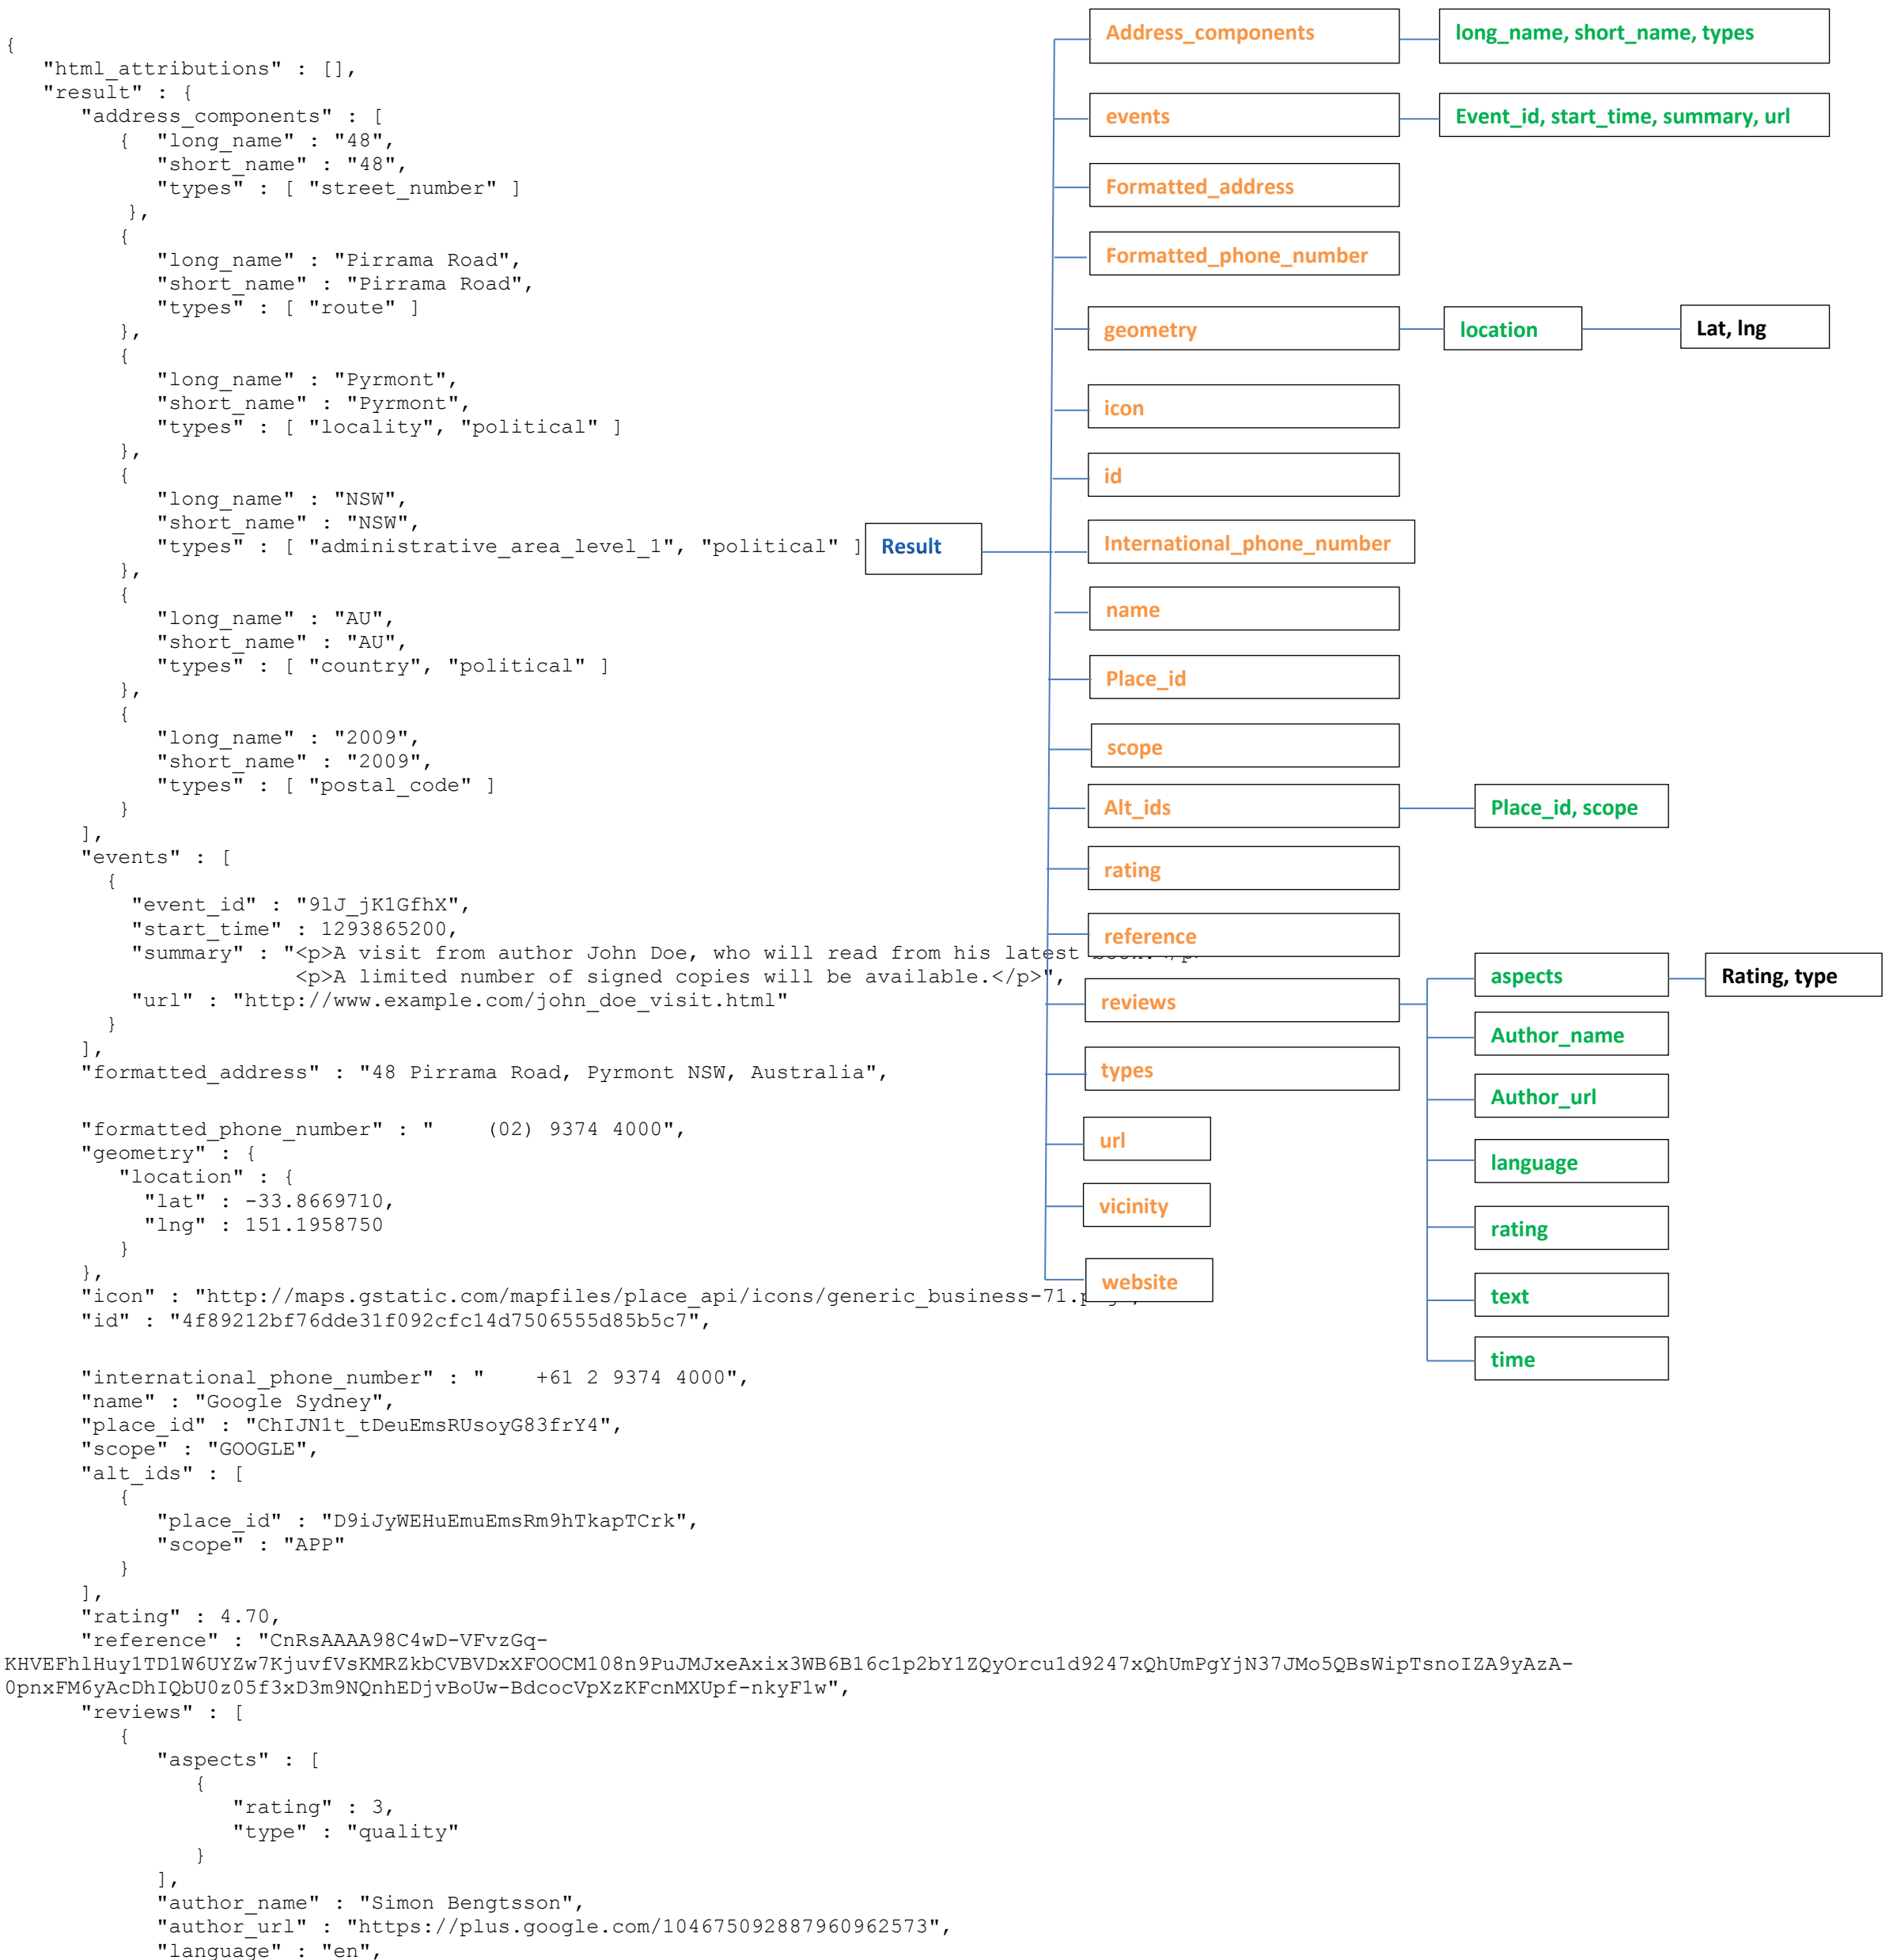 {
"html_attributions" : [],
"result" : {
"address_components" : [
{ "long_name" : "48",
"short_name" : "48",
"types" : [ "street_number" ]
},
{
"long_name" : "Pirrama Road",
"short_name" : "Pirrama Road",
"types" : [ "route" ]
},
{
"long_name" : "Pyrmont",
"short_name" : "Pyrmont",
"types" : [ "locality", "political" ]
},
{
"long_name" : "NSW",
"short_name" : "NSW",
"types" : [ "administrative_area_level_1", "political" ]
},
{
"long_name" : "AU",
"short_name" : "AU",
"types" : [ "country", "political" ]
},
{
"long_name" : "2009",
"short_name" : "2009",
"types" : [ "postal_code" ]
}
],
"events" : [
{
"event_id" : "9lJ_jK1GfhX",
"start_time" : 1293865200,
"summary" : "<p>A visit from author John Doe, who will read from his latest
<p>A limited number of signed copies will be available.</p>",
"url" : "http://www.example.com/john_doe_visit.html"
}
],
"formatted_address" : "48 Pirrama Road, Pyrmont NSW, Australia",
"formatted_phone_number" : " (02) 9374 4000",
"geometry" : {
"location" : {
"lat" : -33.8669710,
"lng" : 151.1958750
}
},
"icon" : "http://maps.gstatic.com/mapfiles/place_api/icons/generic_business-71.
"id" : "4f89212bf76dde31f092cfc14d7506555d85b5c7",
"international_phone_number" : " +61 2 9374 4000",
"name" : "Google Sydney",
"place_id" : "ChIJN1t_tDeuEmsRUsoyG83frY4",
"scope" : "GOOGLE",
"alt_ids" : [
{
"place_id" : "D9iJyWEHuEmuEmsRm9hTkapTCrk",
"scope" : "APP"
}
],
"rating" : 4.70,
"reference" : "CnRsAAAA98C4wD-VFvzGq-
KHVEFhlHuy1TD1W6UYZw7KjuvfVsKMRZkbCVBVDxXFOOCM108n9PuJMJxeAxix3WB6B16c1p2bY1ZQyOrcu1d9247xQhUmPgYjN37JMo5QBsWipTsnoIZA9yAzA-
0pnxFM6yAcDhIQbU0z05f3xD3m9NQnhEDjvBoUw-BdcocVpXzKFcnMXUpf-nkyF1w",
"reviews" : [
{
"aspects" : [
{
"rating" : 3,
"type" : "quality"
}
],
"author_name" : "Simon Bengtsson",
"author_url" : "https://plus.google.com/104675092887960962573",
"language" : "en",
Result
Address_components
long_name, short_name, types
events
Event_id, start_time, summary, url
Formatted_address
Formatted_phone_number
geometry
location
Lat, lng
icon
id
International_phone_number
name
Place_id
scope
Alt_ids
Place_id, scope
rating
reference
reviews
aspects
Rating, type
Author_name
Author_url
language
rating
text
time
types
url
vicinity
website